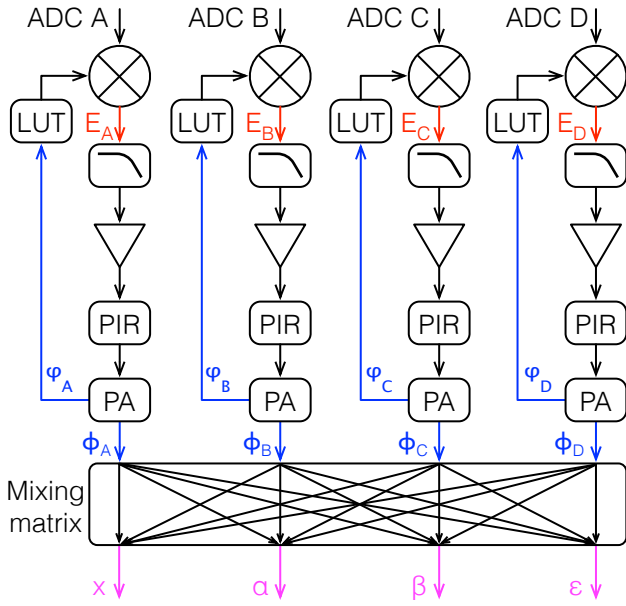 ADC A ADC B ADC C ADC D
LUT E_A LUT E_B LUT E_C LUT E_D
PIR PIR PIR PIR
φ_A φ_B φ_C φ_D
PA PA PA PA
ϕ_A ϕ_B ϕ_C ϕ_D
Mixing
matrix
x α β ε